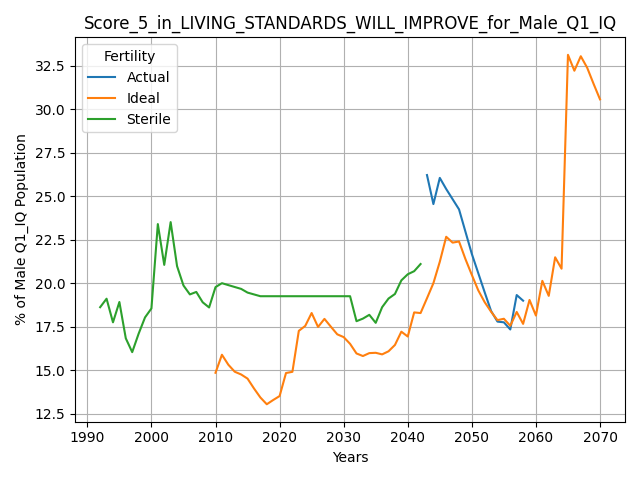 Score_5_in_LIVING_STANDARDS_WILL_IMPROVE_for_Male_Q1_IQ
Fertility
Actual
Ideal
Sterile
% of Male Q1_IQ Population
32.5
30.0
27.5
25.0
22.5
20.0
17.5
15.0
12.5
1990 2000 2010 2020 2030 2040 2050 2060 2070
Years